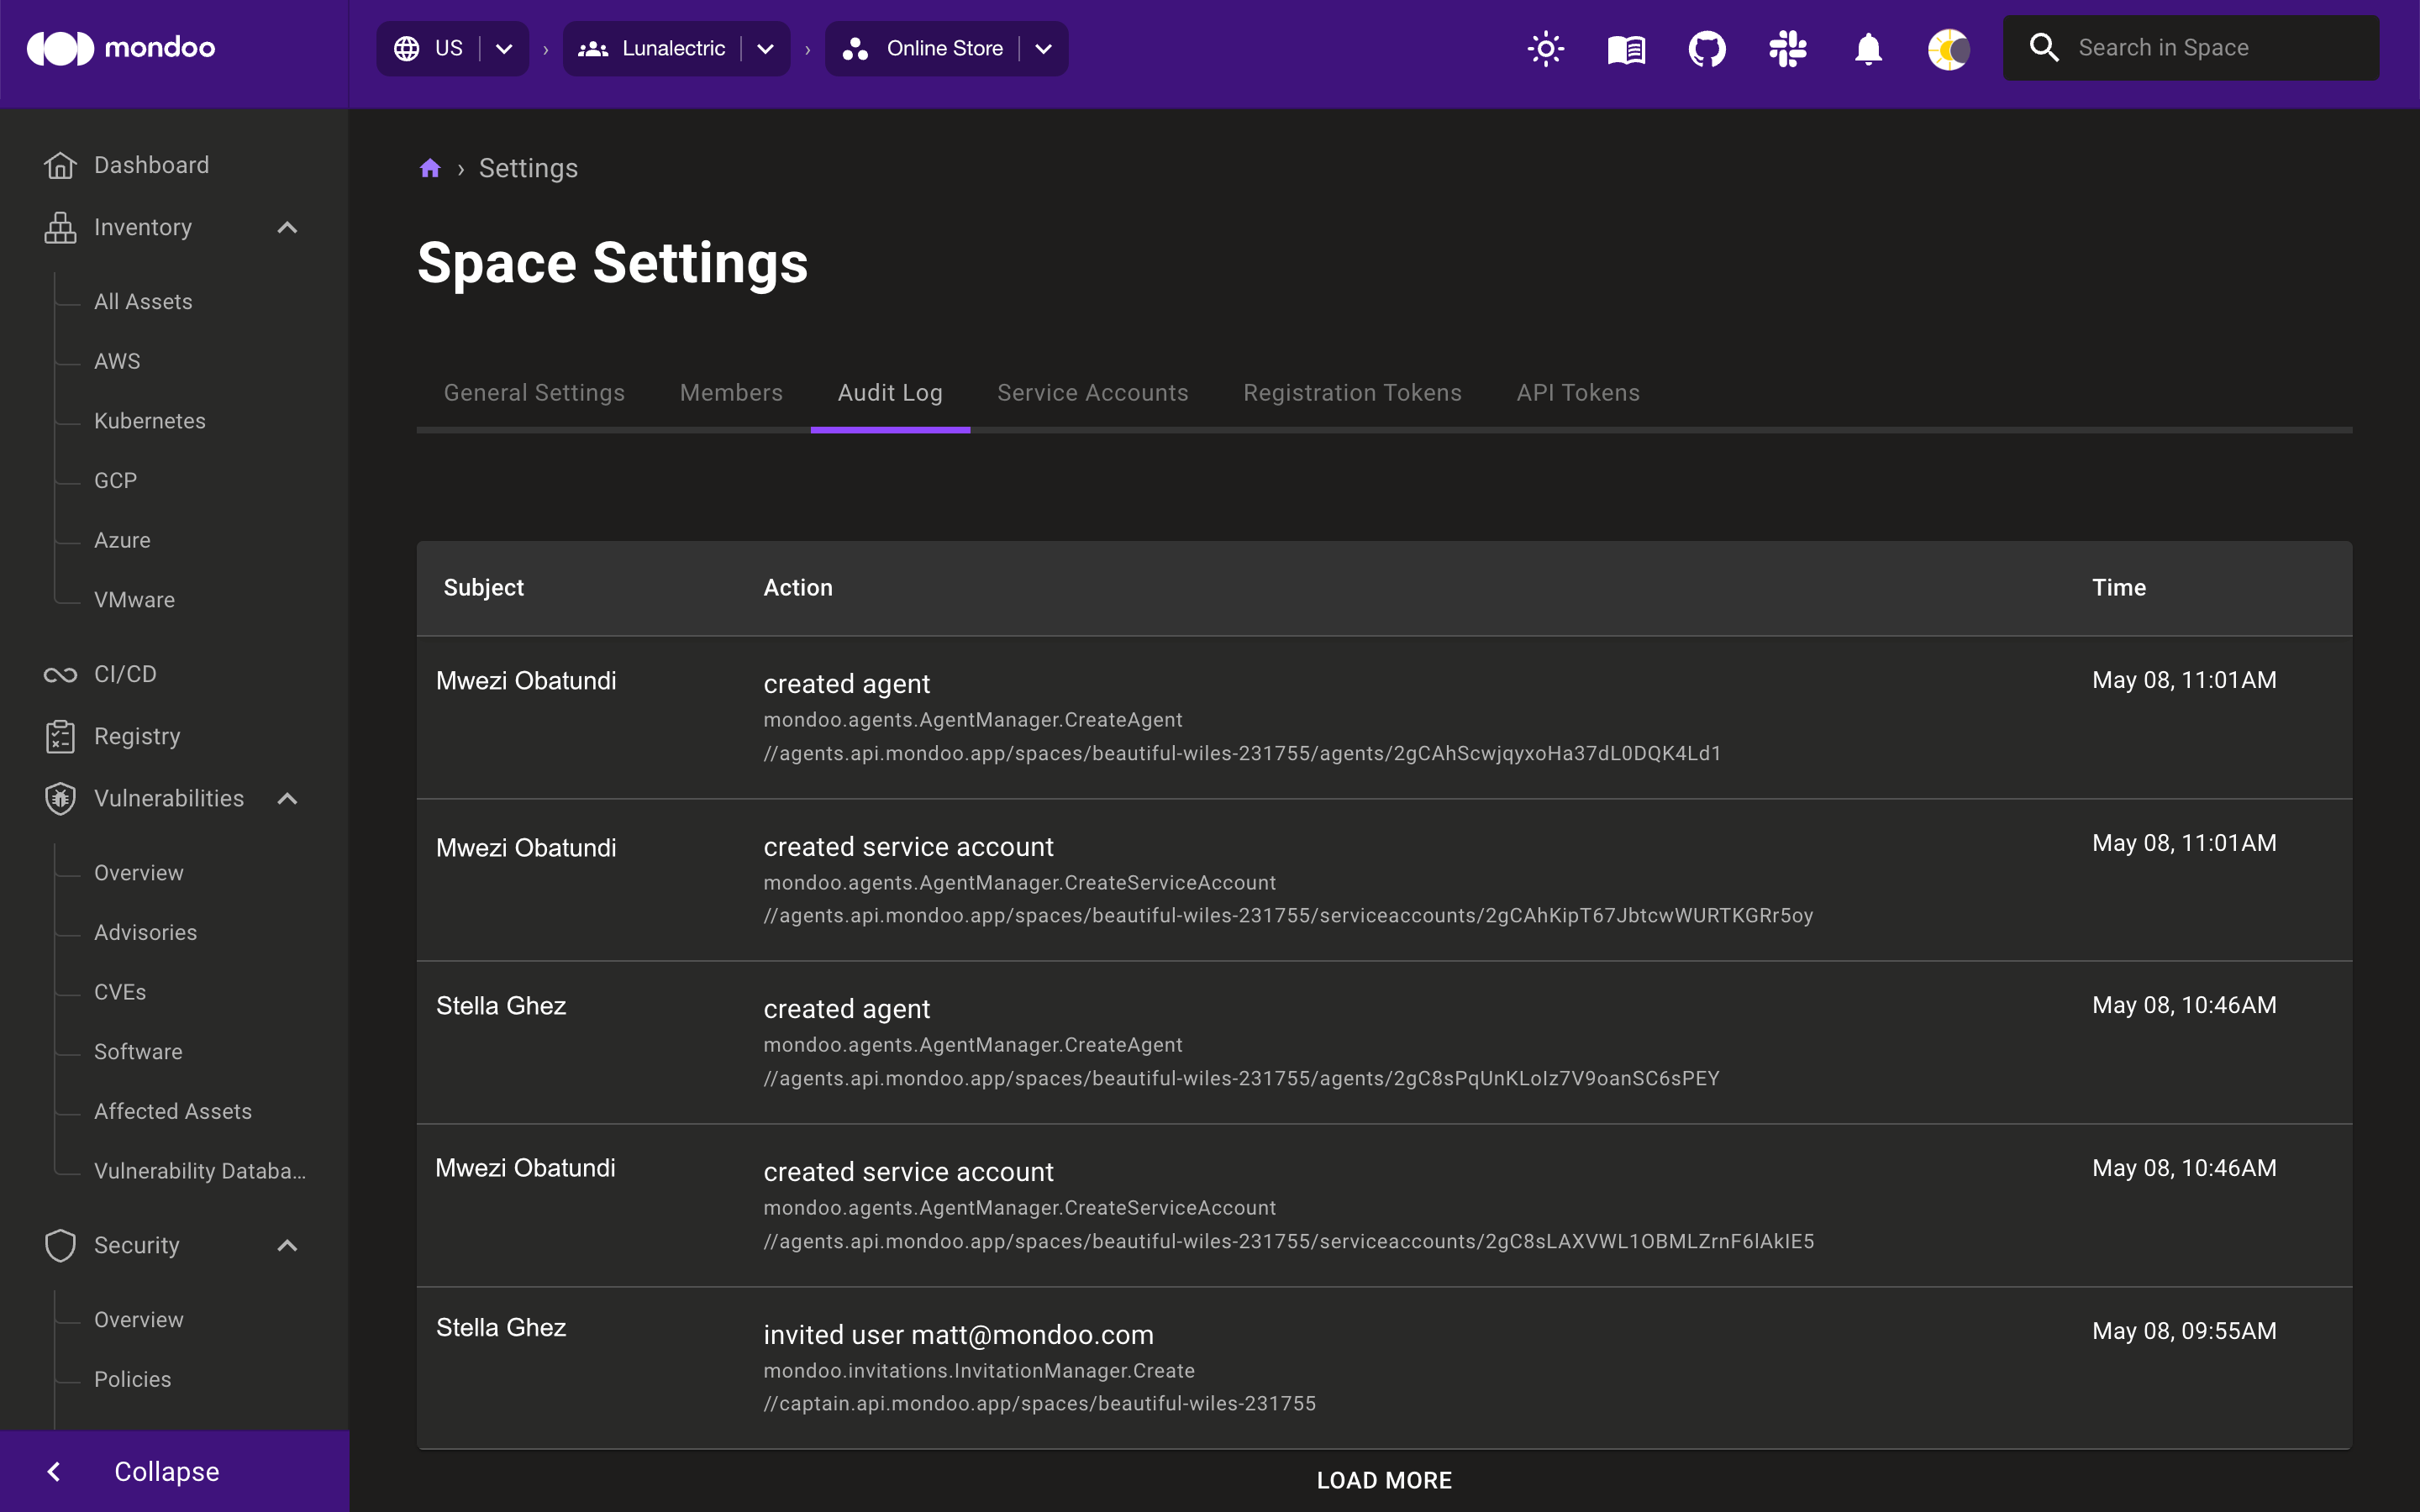 mondoo
US
Lunalectric
Online Store
Search in Space
Dashboard
Inventory
All Assets
AWS
Kubernetes
GCP
Azure
VMware
CI/CD
Registry
Vulnerabilities
Overview
Advisories
CVEs
Software
Affected Assets
Vulnerability Databa...
Security
Overview
Policies
Collapse
› Settings
Space Settings
General Settings Members Audit Log Service Accounts Registration Tokens API Tokens
Subject Action Time
Mwezi Obatundi created agent May 08, 11:01AM
mondoo.agents.AgentManager.CreateAgent
//agents.api.mondoo.app/spaces/beautiful-wiles-231755/agents/2gCAhScwjqyxoHa37dL0DQK4Ld1
Mwezi Obatundi created service account May 08, 11:01AM
mondoo.agents.AgentManager.CreateServiceAccount
//agents.api.mondoo.app/spaces/beautiful-wiles-231755/serviceaccounts/2gCAhKipT67JbtcwWURTKGRr5oy
Stella Ghez created agent May 08, 10:46AM
mondoo.agents.AgentManager.CreateAgent
//agents.api.mondoo.app/spaces/beautiful-wiles-231755/agents/2gC8sPqUnKLoIz7V9oanSC6sPEY
Mwezi Obatundi created service account May 08, 10:46AM
mondoo.agents.AgentManager.CreateServiceAccount
//agents.api.mondoo.app/spaces/beautiful-wiles-231755/serviceaccounts/2gC8sLAXVWL1OBMLZrnF6lAkIE5
Stella Ghez invited user matt@mondoo.com May 08, 09:55AM
mondoo.invitations.InvitationManager.Create
//captain.api.mondoo.app/spaces/beautiful-wiles-231755
LOAD MORE